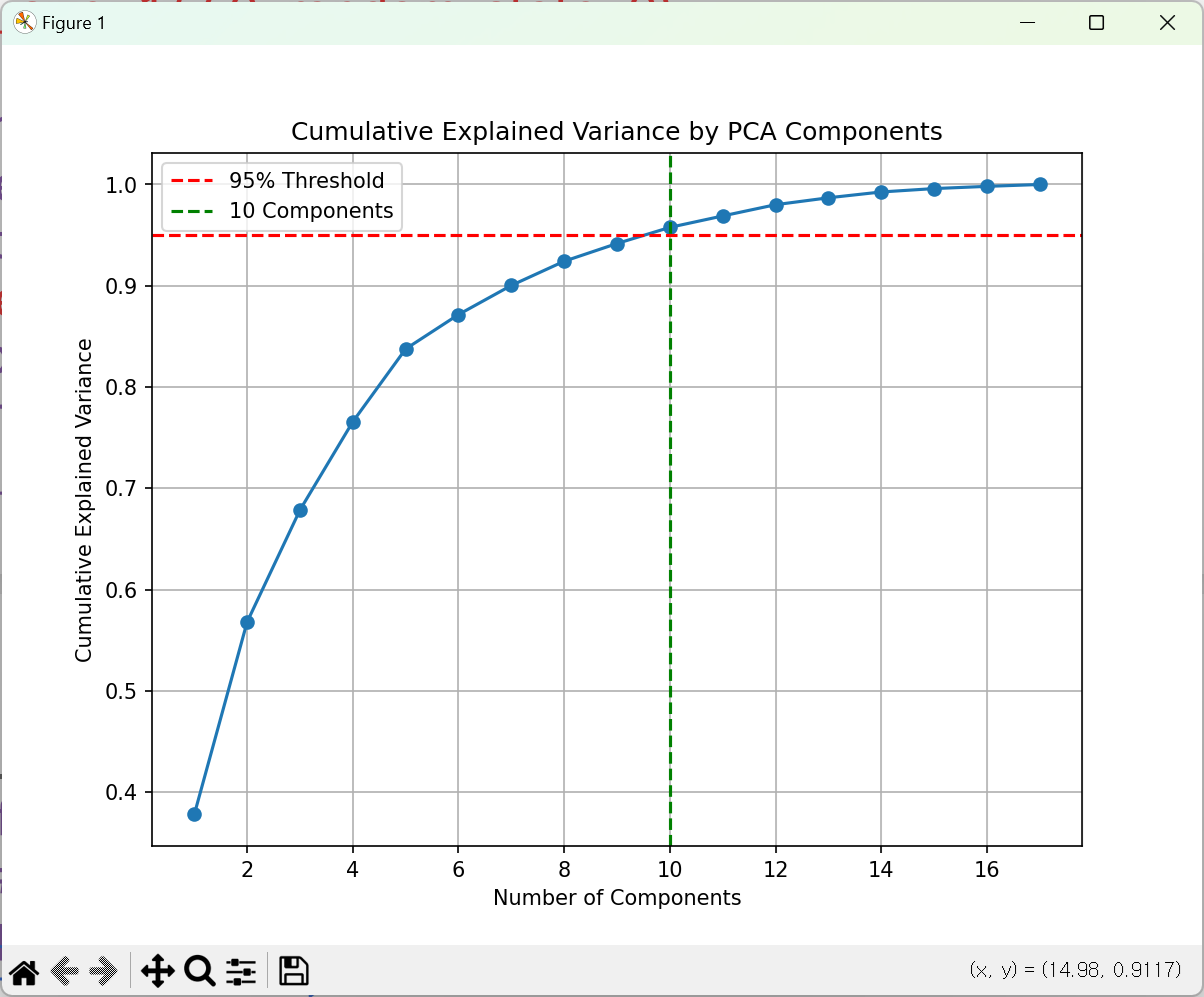 Figure 1
Cumulative Explained Variance by PCA Components
95% Threshold
10 Components
1.0
0.9
0.8
0.7
0.6
0.5
0.4
Cumulative Explained Variance
2 4 6 8 10 12 14 16
Number of Components
(x, y) = (14.98, 0.9117)